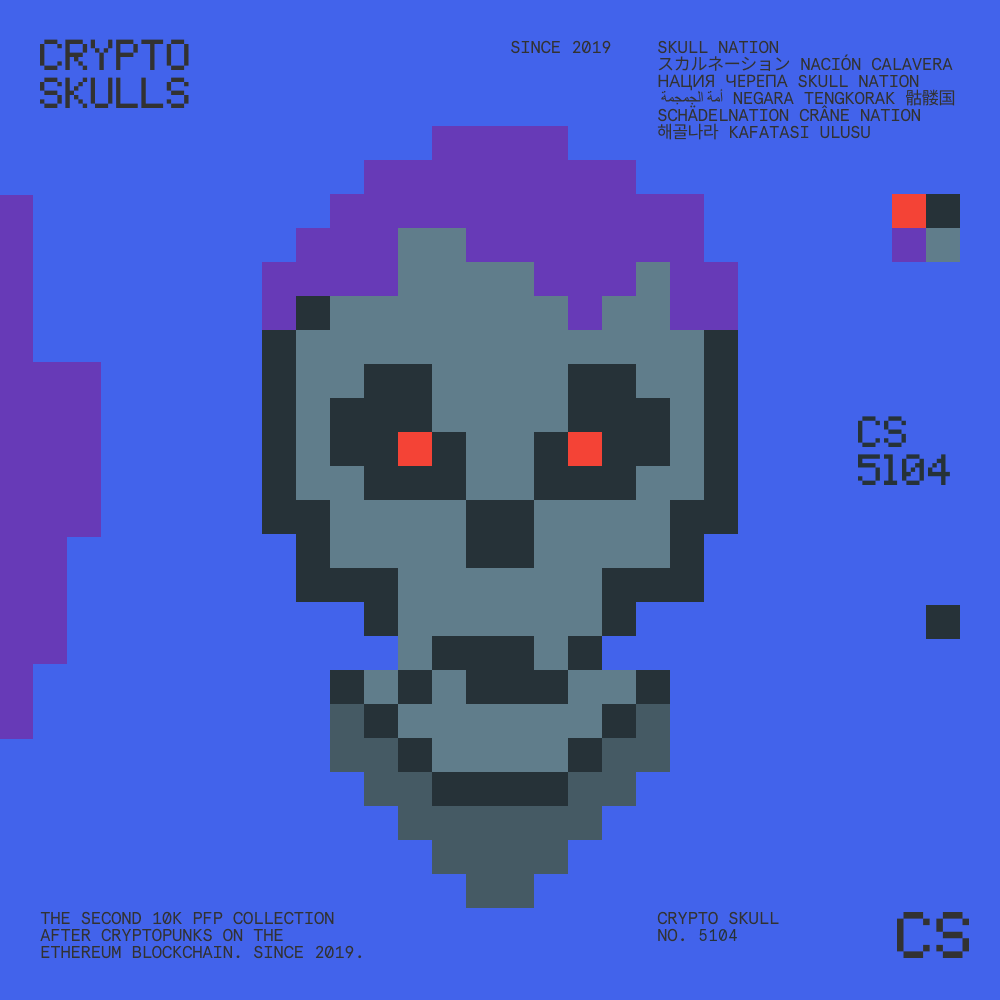 CRYPTO
SKULLS
SINCE 2019
SKULL NATION
スカルネーション NACIÓN CALAVERA
НАЦИЯ ЧЕРЕПА SKULL NATION
أمة الجمجمة NEGARA TENGKORAK 骷髅国
SCHÄDELNATION CRÂNE NATION
해골나라 KAFATASI ULUSU
CS
5104
THE SECOND 10K PFP COLLECTION
AFTER CRYPTOPUNKS ON THE
ETHEREUM BLOCKCHAIN. SINCE 2019.
CRYPTO SKULL
NO. 5104
CS